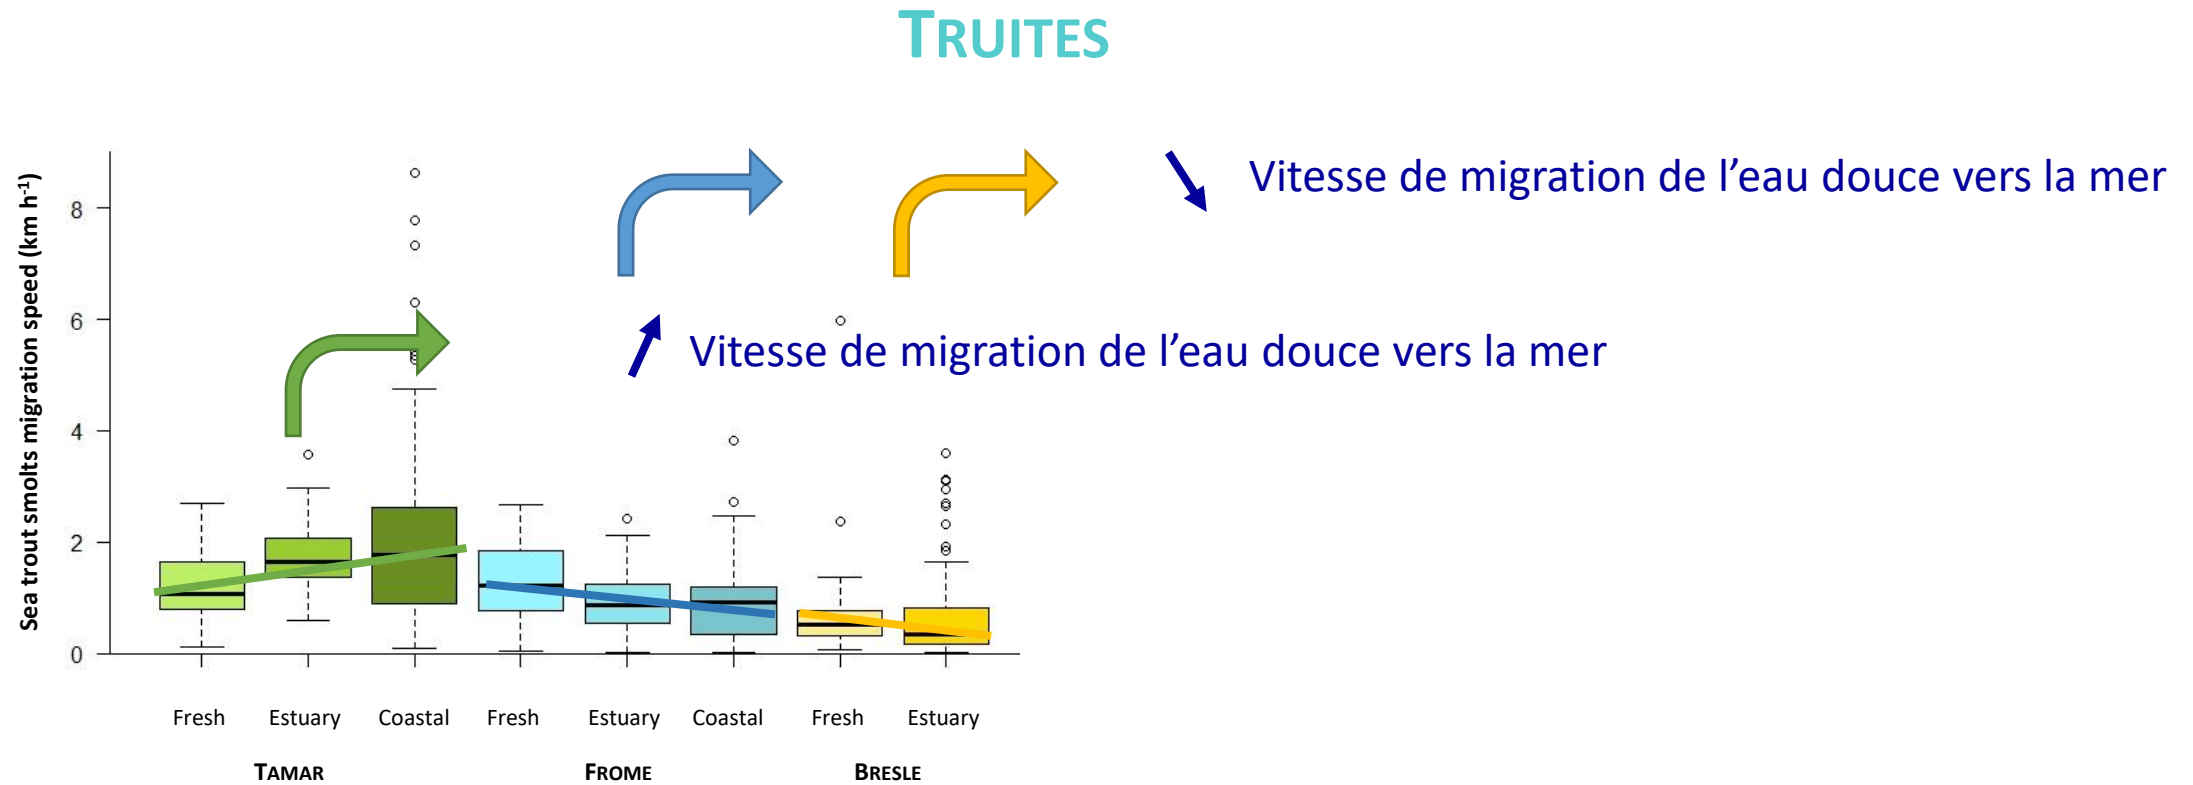 TRUITES
Vitesse de migration de l’eau douce vers la mer
Vitesse de migration de l’eau douce vers la mer
Sea trout smolts migration speed (km h-1)
8
6
4
2
0
Fresh Estuary Coastal Fresh Estuary Coastal Fresh Estuary
TAMAR FROME BRESLE